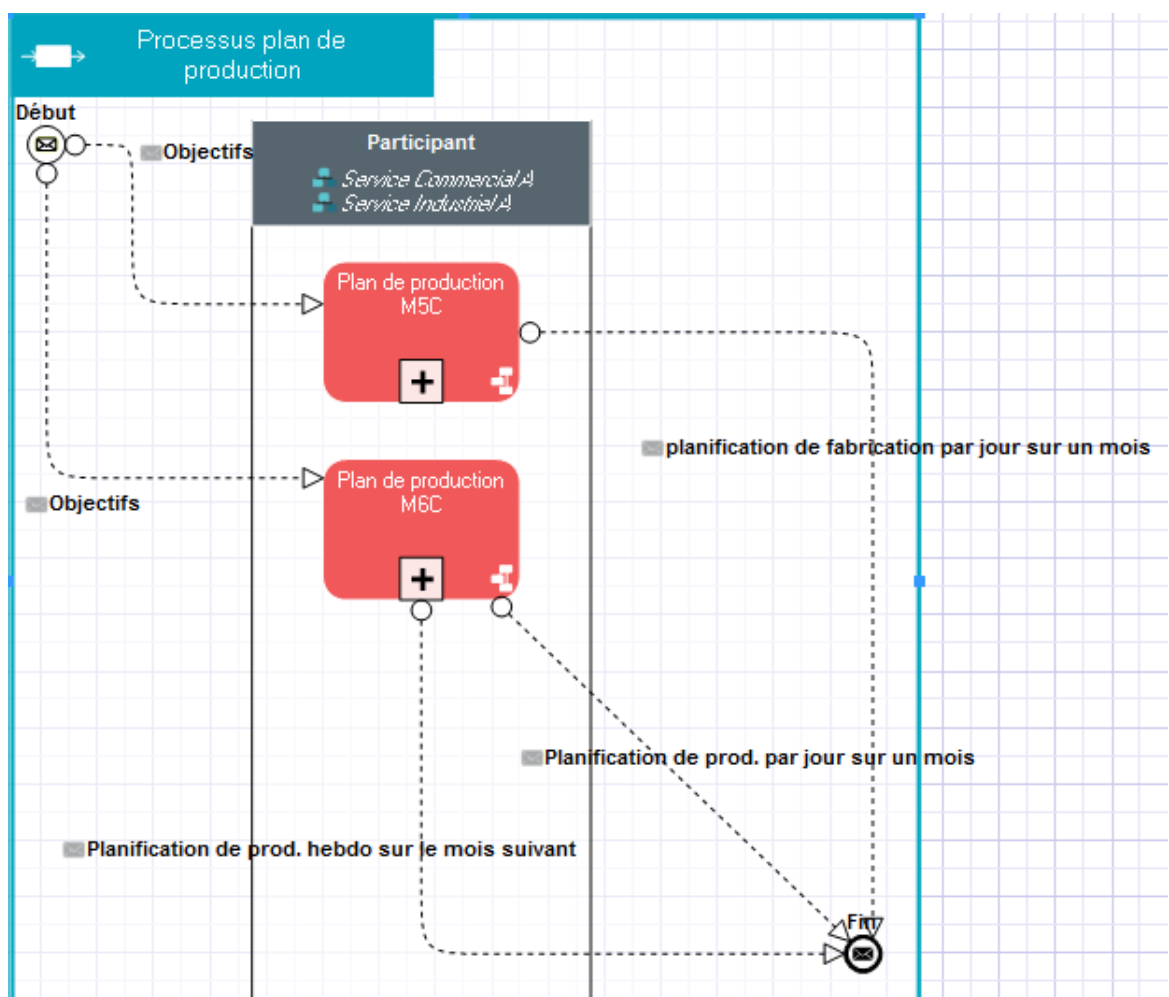 Processus plan de
production
Début
Objectifs
Participant
Service Commercial A
Service Industriel A
Plan de production
M5C
planification de fabrication par jour sur un mois
Plan de production
M6C
Objectifs
Planification de prod. par jour sur un mois
Planification de prod. hebdo sur le mois suivant
Fin